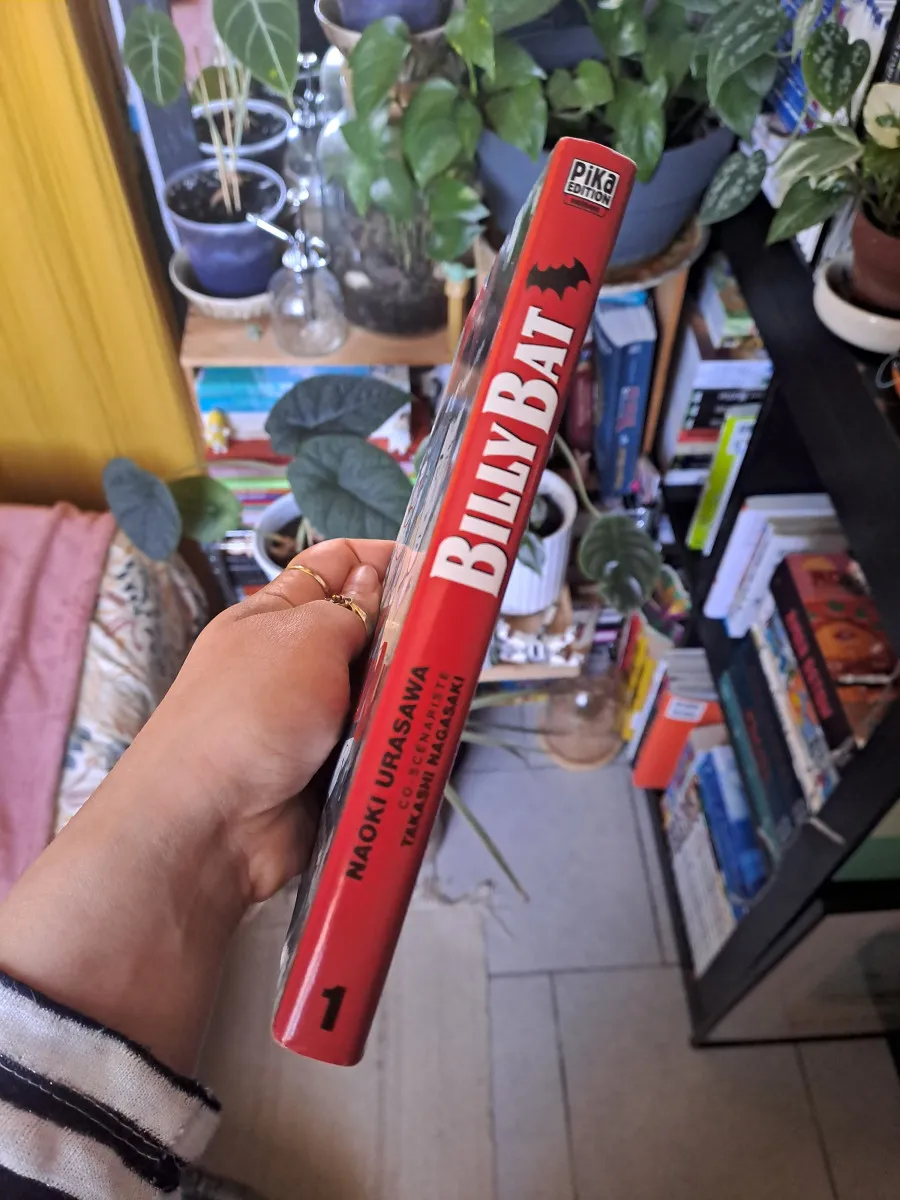 PIKA
EDITION
BILLY BAT
NAOKI URASAWA
CO-SCÉNARISTE
TAKASHI NAGASAKI
1